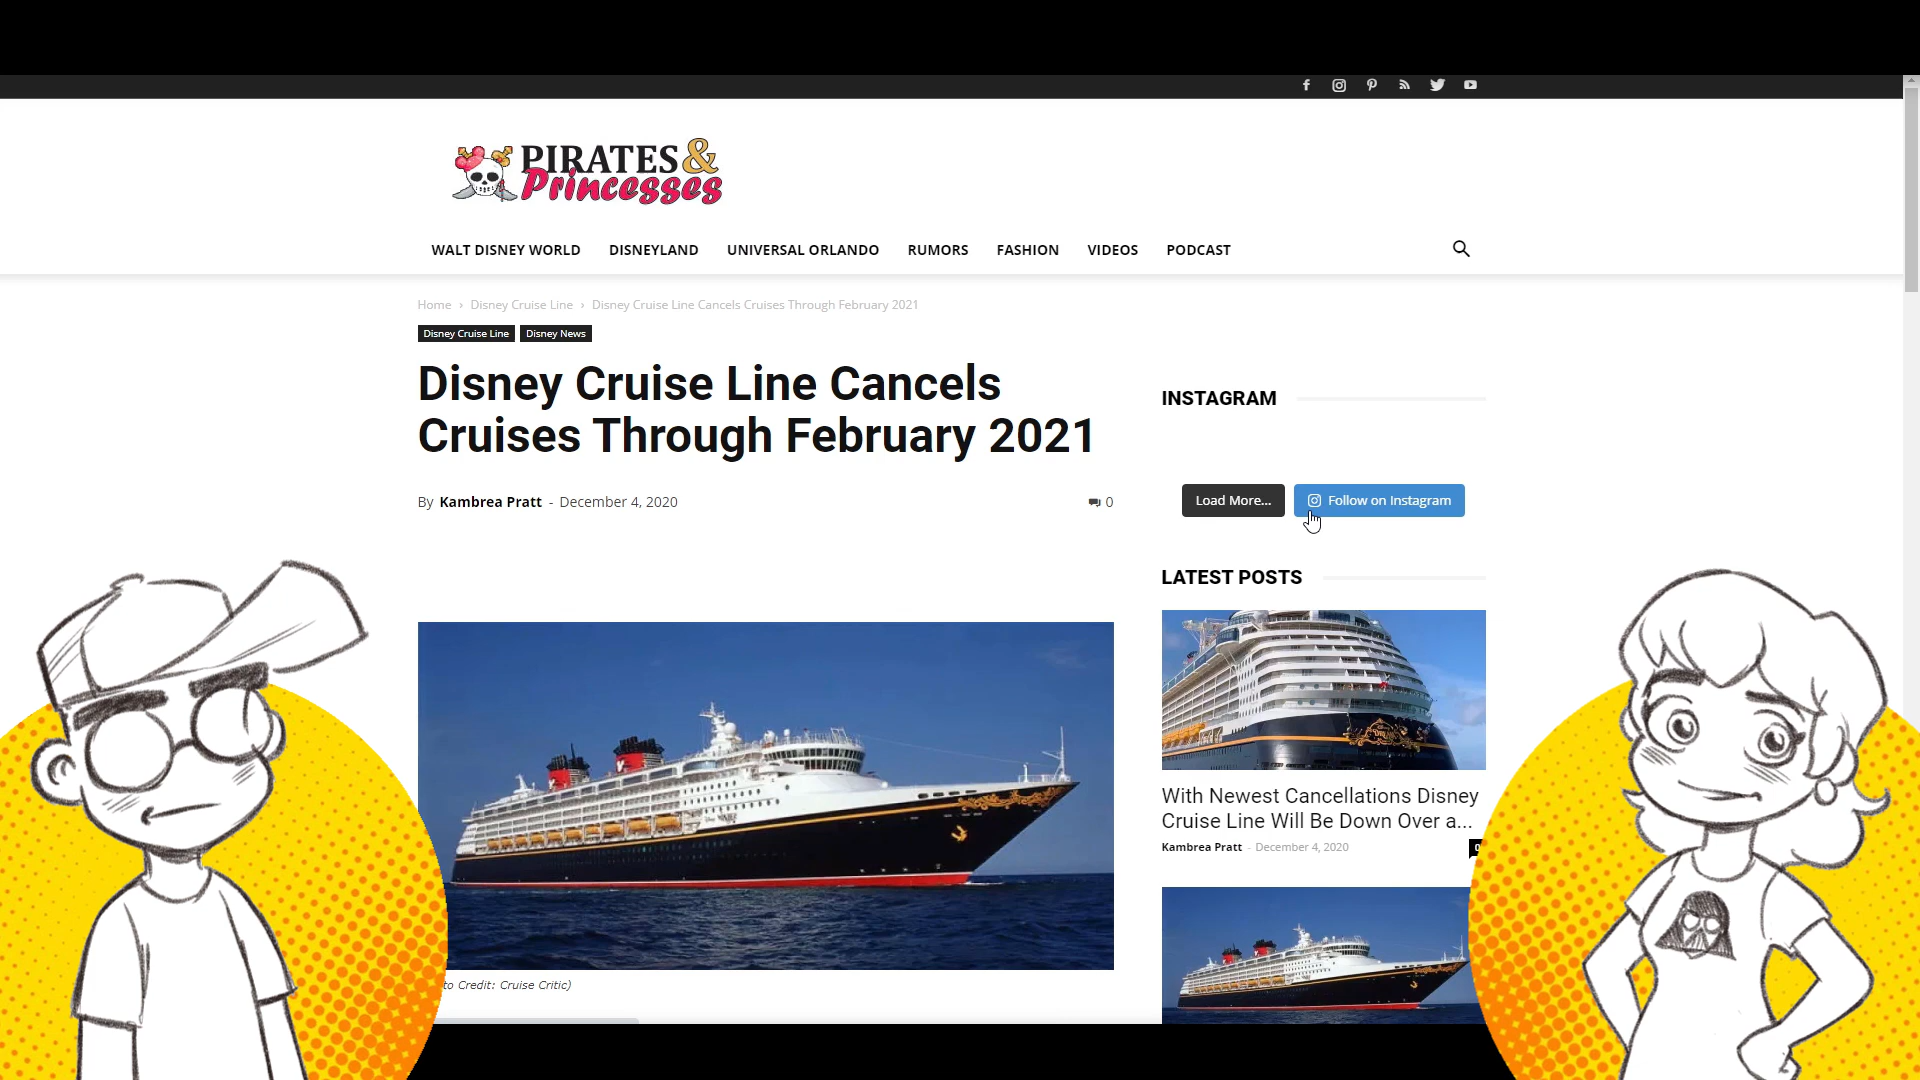 PIRATES &
Princesses
WALT DISNEY WORLD DISNEYLAND UNIVERSAL ORLANDO RUMORS FASHION VIDEOS PODCAST
Home › Disney Cruise Line › Disney Cruise Line Cancels Cruises Through February 2021
Disney Cruise Line Disney News
Disney Cruise Line Cancels
Cruises Through February 2021
By Kambrea Pratt - December 4, 2020 0
to Credit: Cruise Critic)
INSTAGRAM
Load More... Follow on Instagram
LATEST POSTS
With Newest Cancellations Disney
Cruise Line Will Be Down Over a...
Kambrea Pratt - December 4, 2020 0